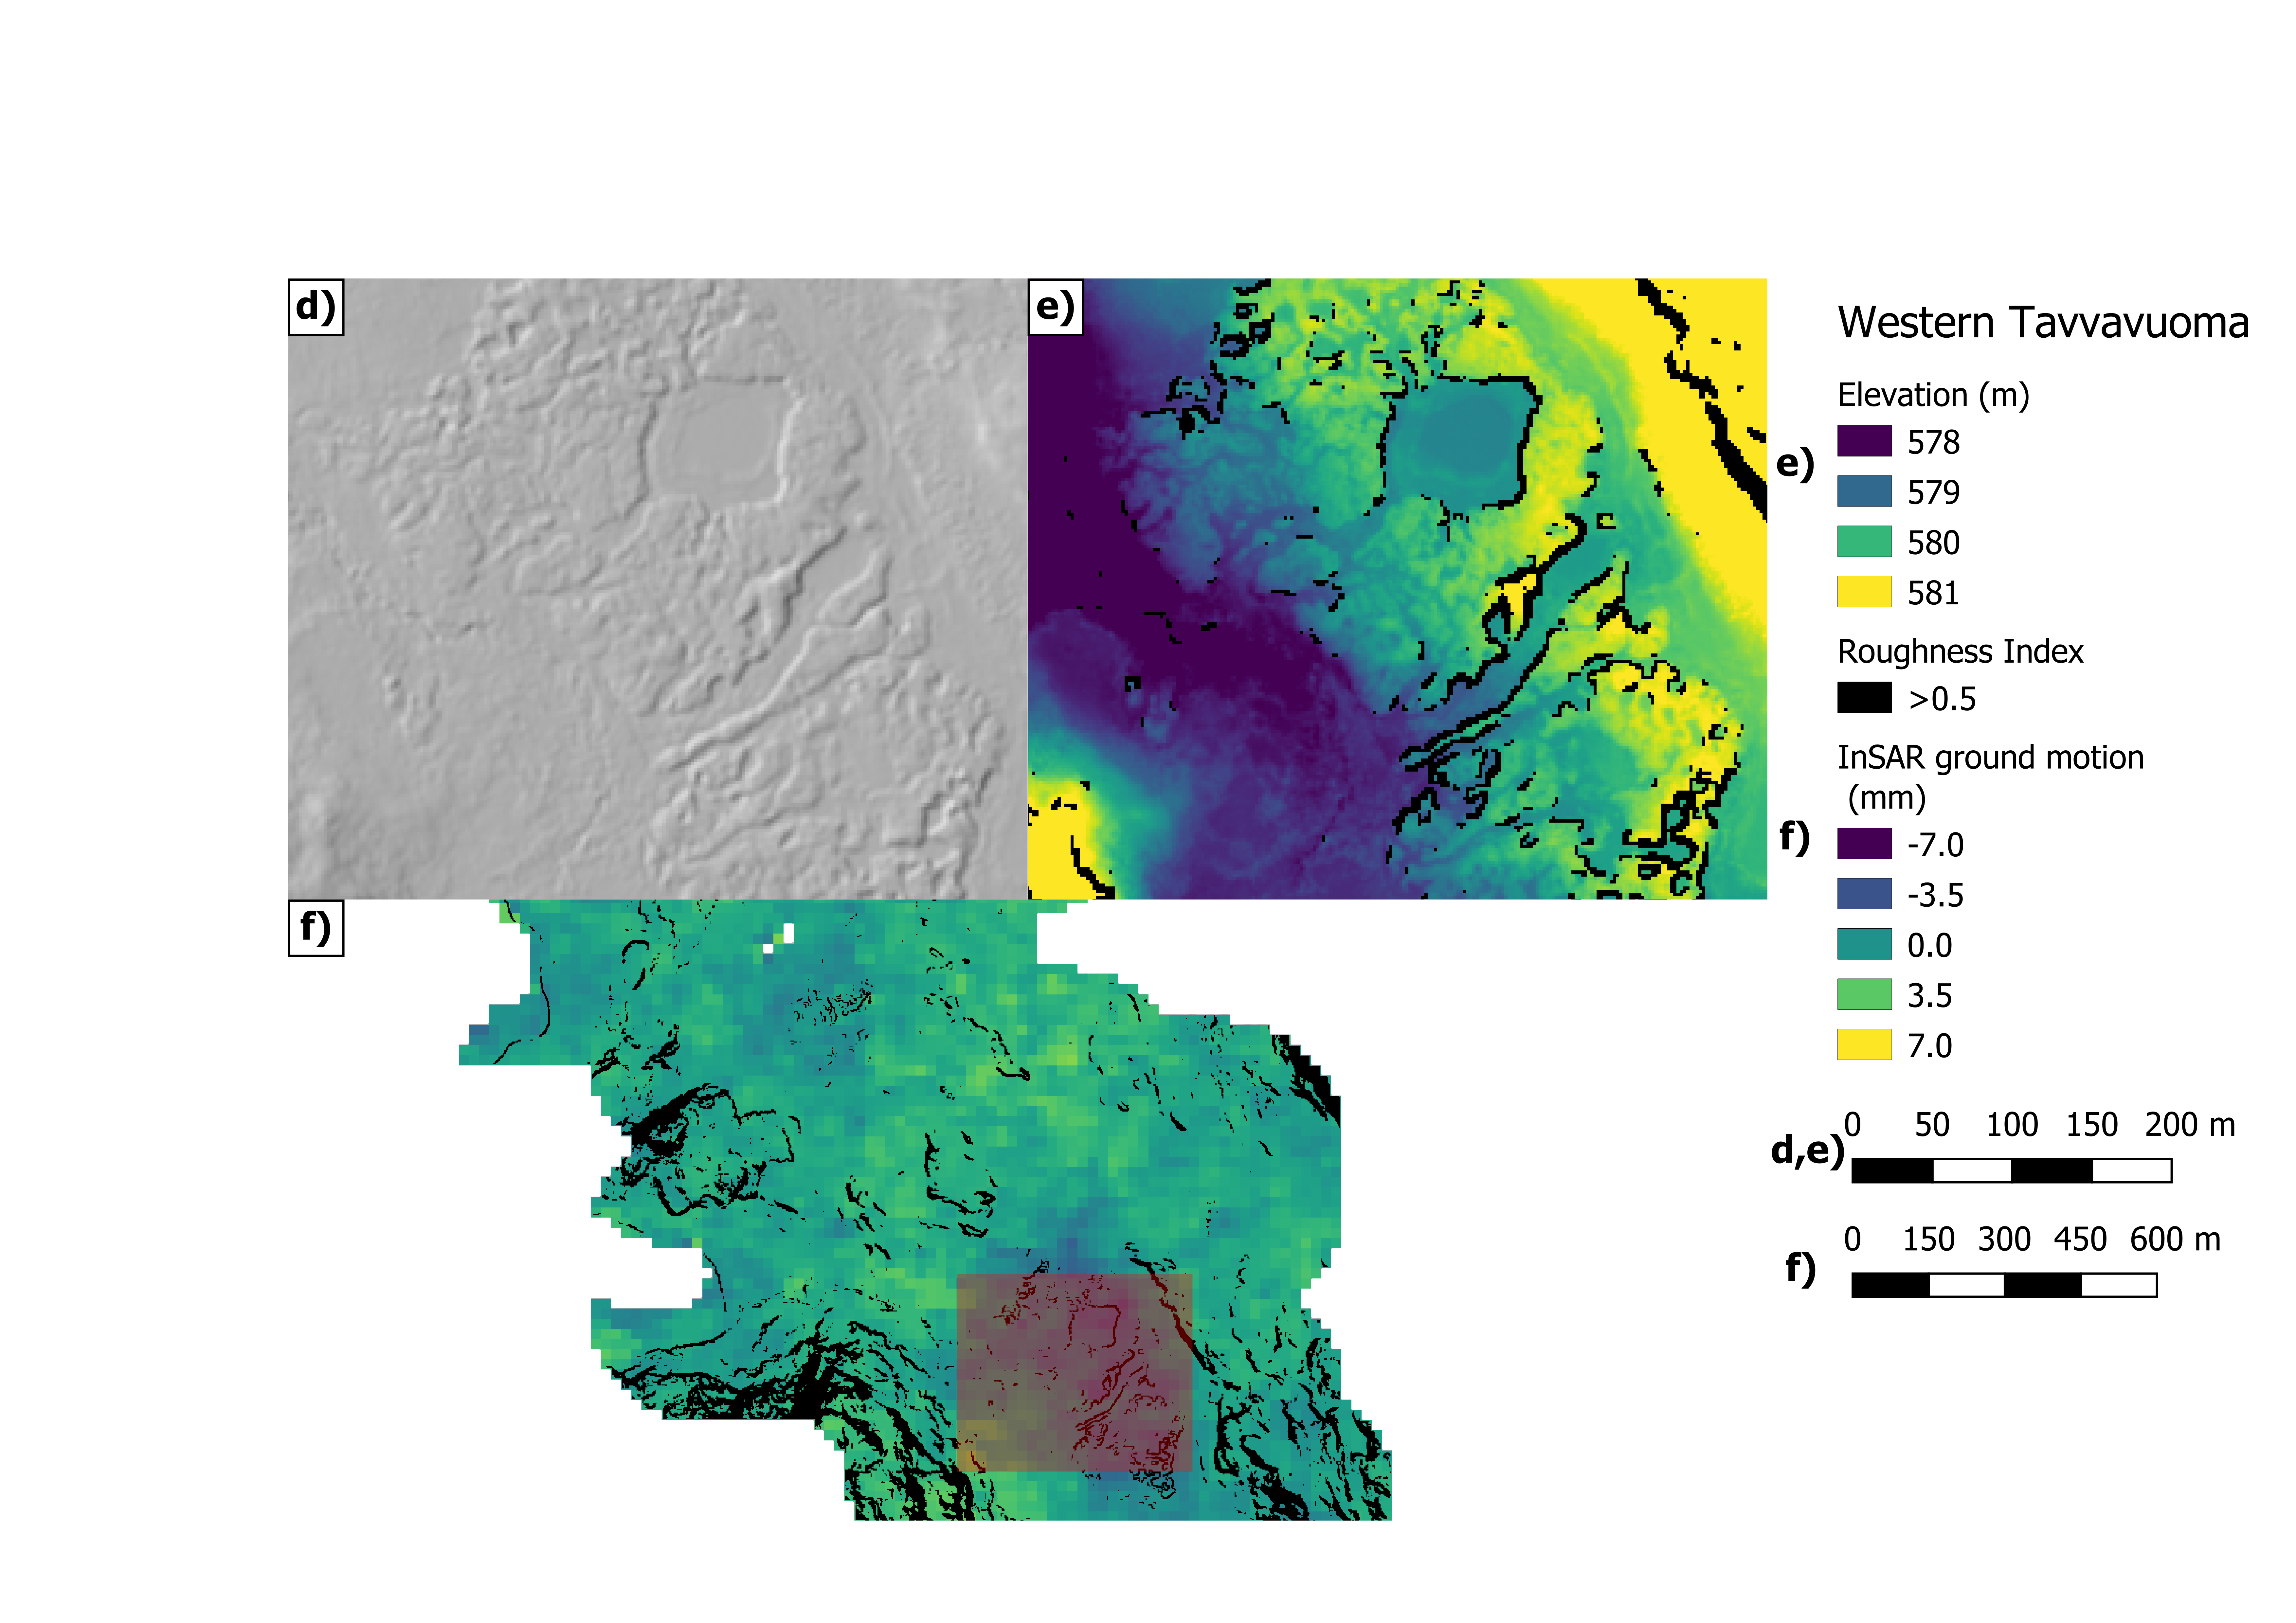 d)
e)
Western Tavvavuoma
Elevation (m)
578
e)
579
580
581
Roughness Index
>0.5
InSAR ground motion
(mm)
f)
-7.0
-3.5
f)
0.0
3.5
7.0
0 50 100 150 200 m
d,e)
0 150 300 450 600 m
f)